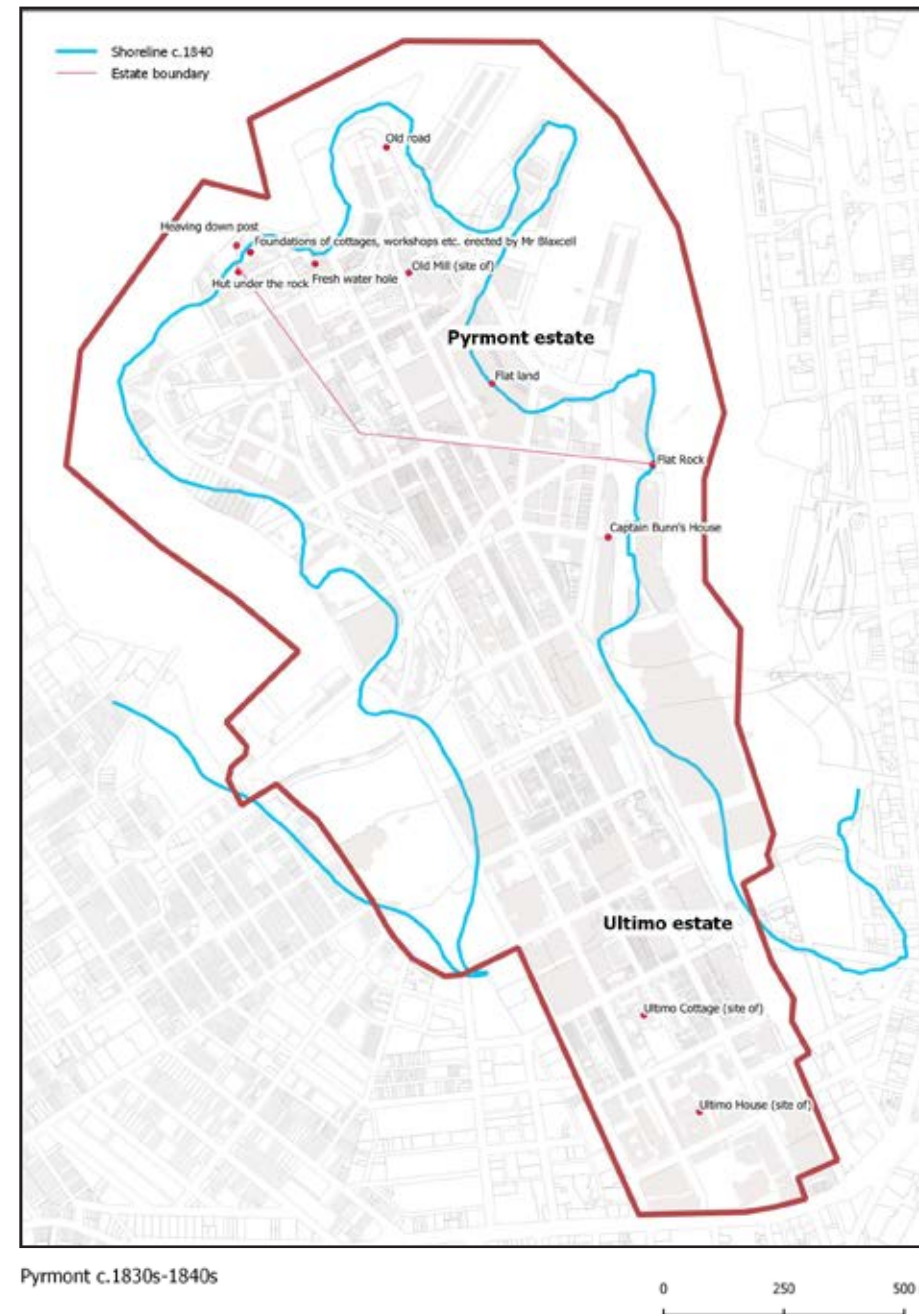 Shoreline c.1840
Estate boundary
Old road
Heaving down post
Foundations of cottages, workshops etc. erected by Mr Blaxcell
Old Mill (site of)
Hut under the rock
Fresh water hole
Pyrmont estate
Flat land
Flat Rock
Captain Bunn's House
Ultimo estate
Ultimo Cottage (site of)
Ultimo House (site of)
Pyrmont c.1830s-1840s
0 250 500